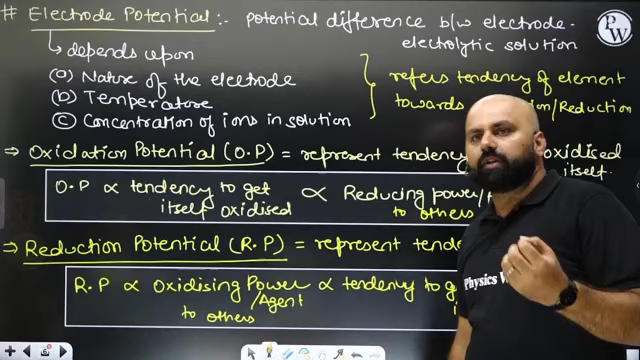 # Electrode Potential:- potential difference b/w electrode-
electrolytic solution
PW
↳ depends upon
(a) Nature of the electrode
(b) Temperature
(c) Concentration of ions in solution
refers tendency of element
towards /Reduction
⇒ Oxidation Potential (O.P) = represent tendency oxidised
itself.
O.P ∝ tendency to get
itself oxidised
∝ Reducing power/
to others
⇒ Reduction Potential (R.P) = represent
R.P ∝ Oxidising Power
/Agent
to others
∝ tendency to
Physics